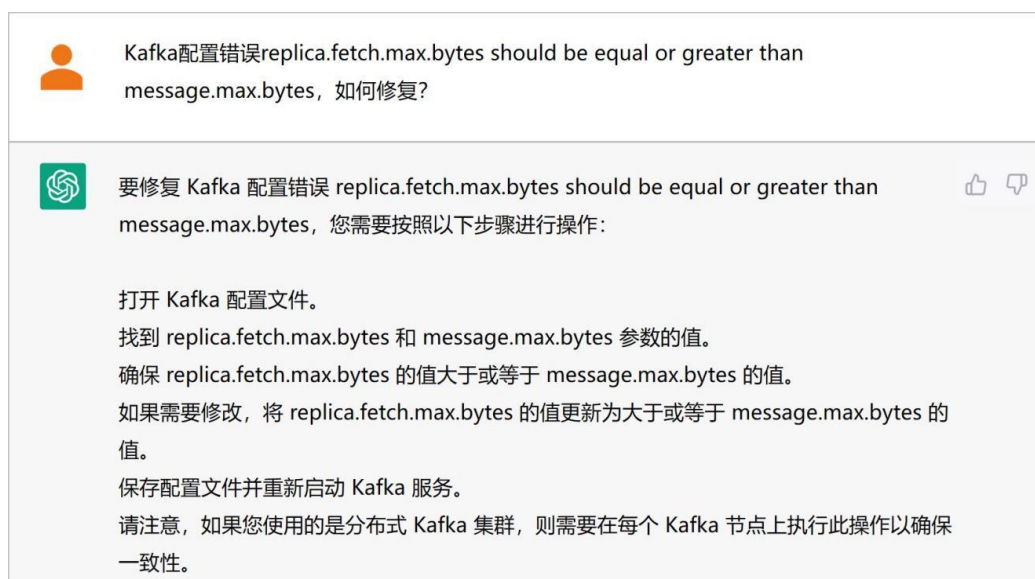 Kafka配置错误replica.fetch.max.bytes should be equal or greater than
message.max.bytes，如何修复？
要修复 Kafka 配置错误 replica.fetch.max.bytes should be equal or greater than
message.max.bytes，您需要按照以下步骤进行操作：
打开 Kafka 配置文件。
找到 replica.fetch.max.bytes 和 message.max.bytes 参数的值。
确保 replica.fetch.max.bytes 的值大于或等于 message.max.bytes 的值。
如果需要修改，将 replica.fetch.max.bytes 的值更新为大于或等于 message.max.bytes 的
值。
保存配置文件并重新启动 Kafka 服务。
请注意，如果您使用的是分布式 Kafka 集群，则需要在每个 Kafka 节点上执行此操作以确保
一致性。